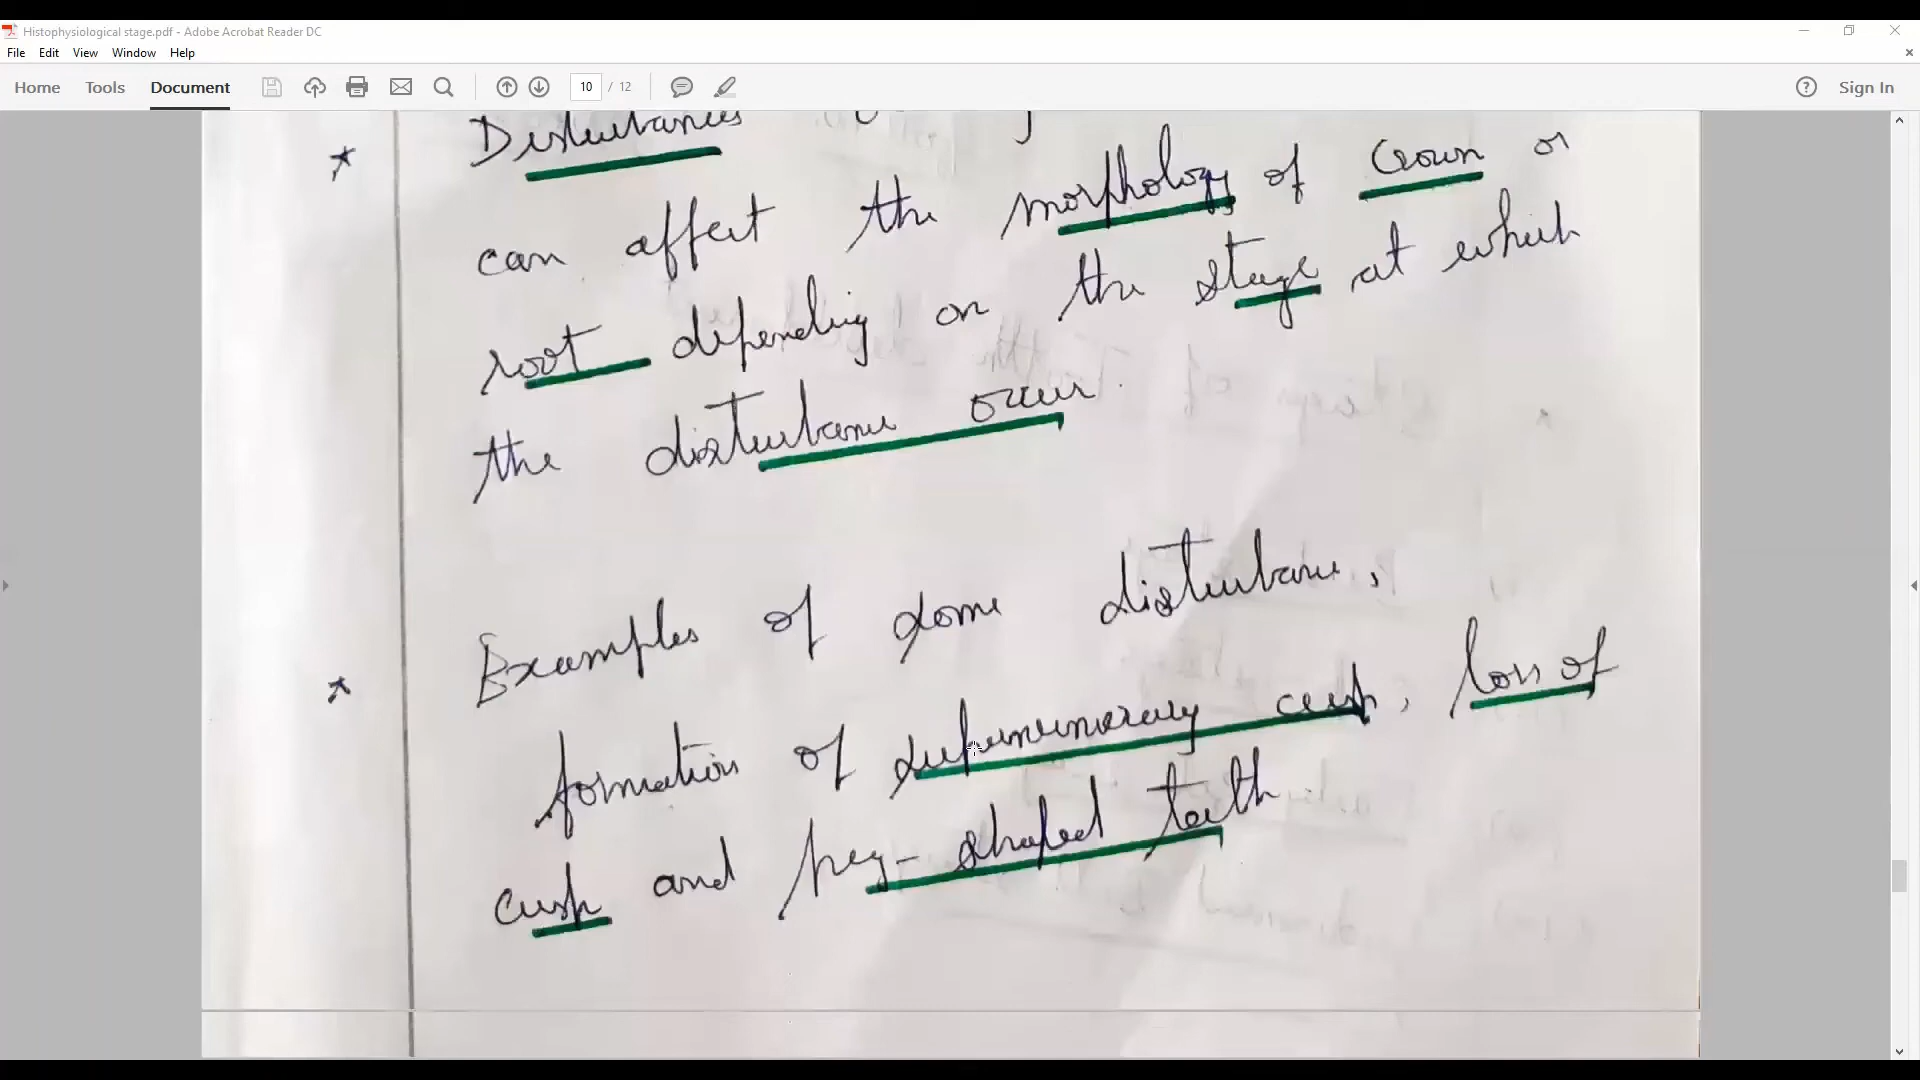 Histophysiological stage.pdf - Adobe Acrobat Reader DC
File Edit View Window Help
Home Tools Document 10 / 12 Sign In
* Disturbances
can affect the morphology of Crown or
root depending on the stage at which
the disturbance occur
* Examples of some disturbance,
formation of supernumerary cusp, loss of
cusp and peg-shaped teeth